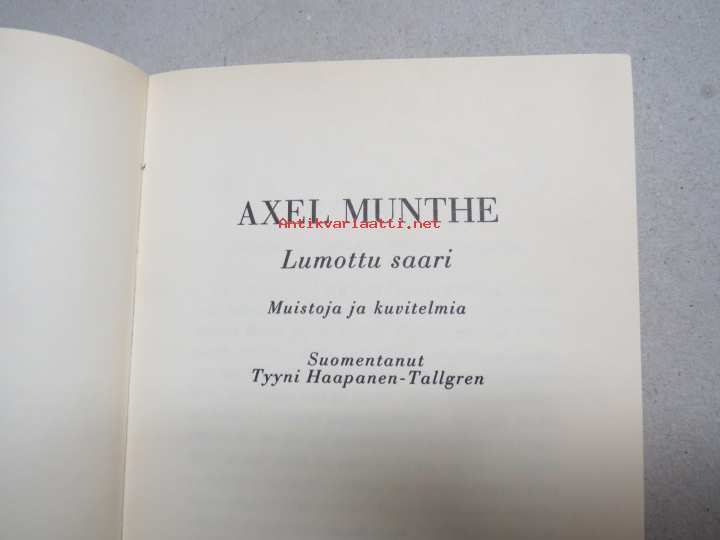 AXEL MUNTHE
Antikvariaatti.net
Lumottu saari
Muistoja ja kuvitelmia
Suomentanut
Tyyni Haapanen-Tallgren